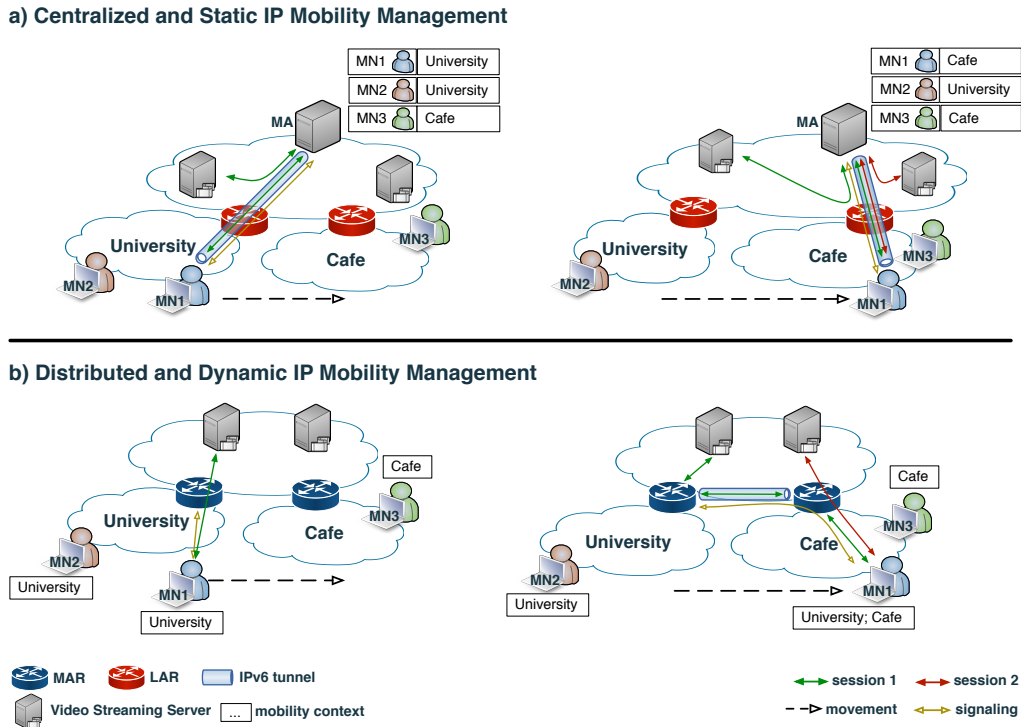 a) Centralized and Static IP Mobility Management
MN1 University
MN2 University
MN3 Cafe
MA
University
Cafe
MN3
MN2
MN1
MN1 Cafe
MN2 University
MN3 Cafe
MA
University
Cafe
MN3
MN2
MN1
b) Distributed and Dynamic IP Mobility Management
Cafe
University
Cafe
MN3
MN2
University
MN1
University
Cafe
University
Cafe
MN3
MN2
University
MN1
University; Cafe
MAR
LAR
IPv6 tunnel
session 1
session 2
Video Streaming Server
... mobility context
movement
signaling